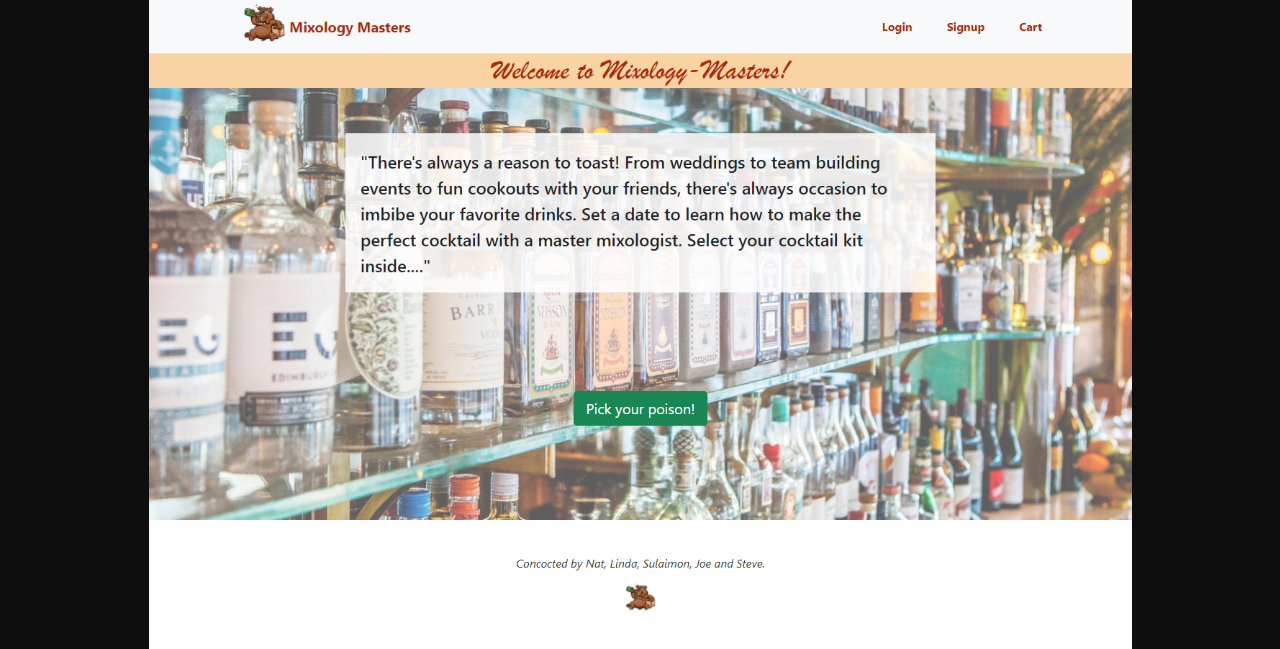 Mixology Masters
Login Signup Cart
Welcome to Mixology-Masters!
"There's always a reason to toast! From weddings to team building
events to fun cookouts with your friends, there's always occasion to
imbibe your favorite drinks. Set a date to learn how to make the
perfect cocktail with a master mixologist. Select your cocktail kit
inside...."
NEISSON
EDINBURGH
Pick your poison!
Concocted by Nat, Linda, Sulaimon, Joe and Steve.